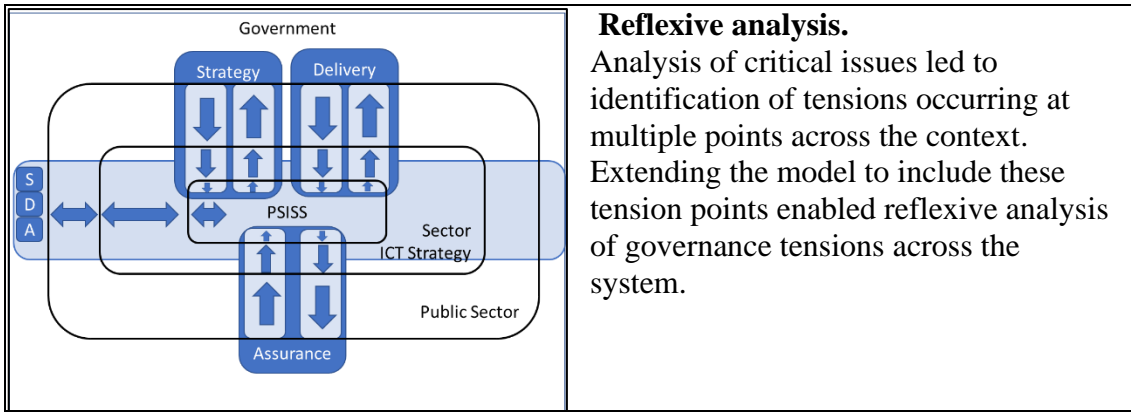 Government
Strategy
Delivery
S
D
A
PSISS
Sector
ICT Strategy
Public Sector
Assurance
Reflexive analysis.
Analysis of critical issues led to
identification of tensions occurring at
multiple points across the context.
Extending the model to include these
tension points enabled reflexive analysis
of governance tensions across the
system.